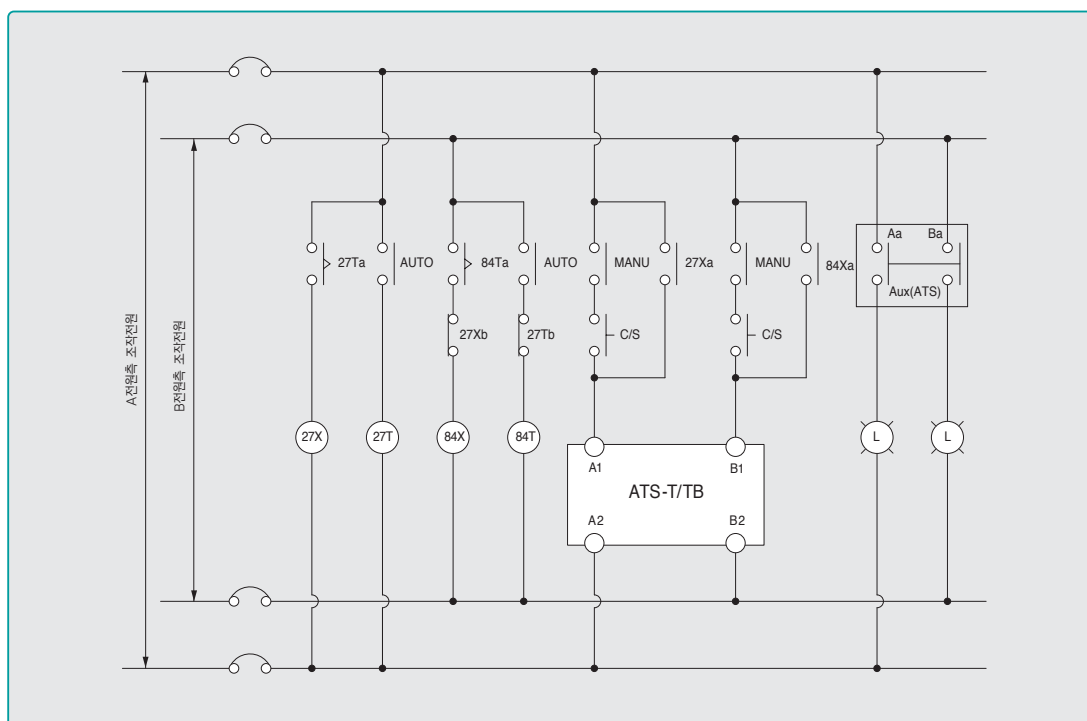 A전원측 조작전원
B전원측 조작전원
27Ta
AUTO
84Ta
AUTO
MANU
27Xa
MANU
84Xa
Aa
Ba
Aux(ATS)
27Xb
27Tb
C/S
C/S
27X
27T
84X
84T
L
L
A1
B1
ATS-T/TB
A2
B2